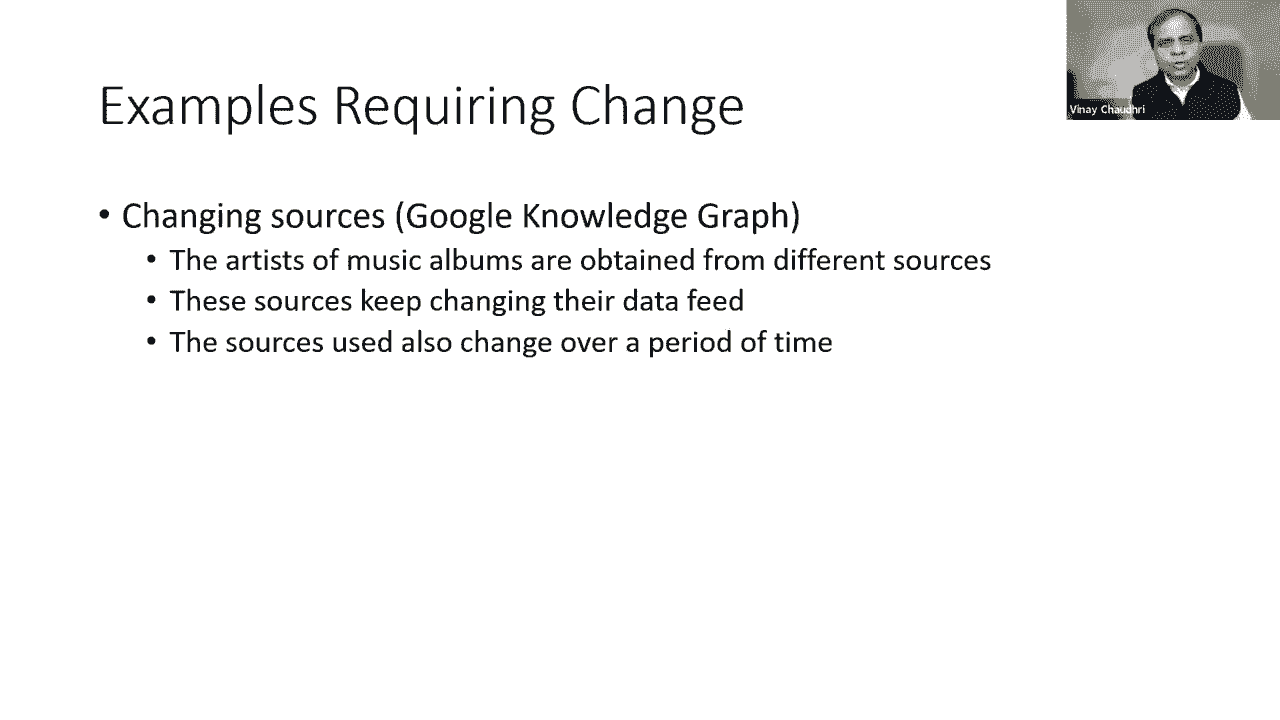 Examples Requiring Change
• Changing sources (Google Knowledge Graph)
• The artists of music albums are obtained from different sources
• These sources keep changing their data feed
• The sources used also change over a period of time
Vinay Chaudhri